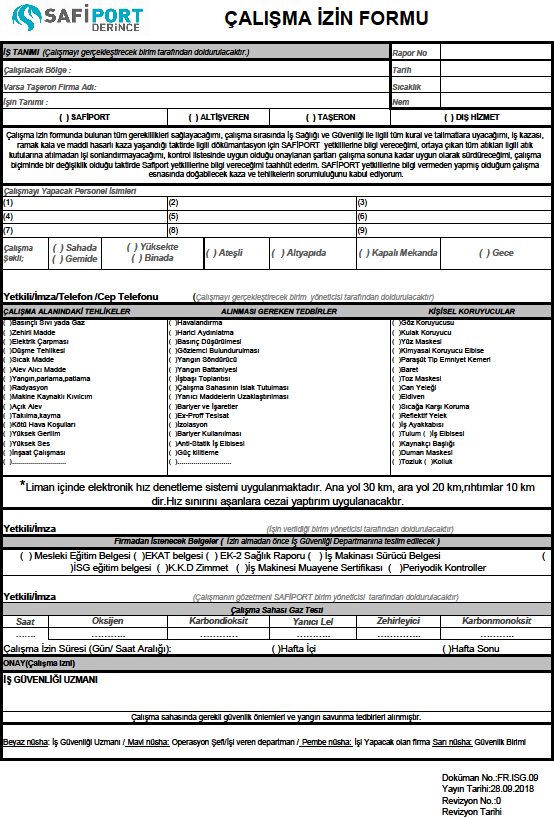 SAFİPORT
DERİNCE
ÇALIŞMA İZİN FORMU
İŞ TANIMI (Çalışmayı gerçekleştirecek birim tarafından doldurulacaktır.)
Rapor No
Çalışılacak Bölge :
Tarih
Varsa Taşeron Firma Adı:
Sıcaklık
İşin Tanımı :
Nem
( ) SAFİPORT ( ) ALTİŞVEREN ( ) TAŞERON ( ) DIŞ HİZMET
Çalışma izin formunda bulunan tüm gereklilikleri sağlayacağımı, çalışma sırasında İş Sağlığı ve Güvenliği ile ilgili tüm kural ve talimatlara uyacağımı, iş kazası,
ramak kala ve maddi hasarlı kaza yaşandığı taktirde ilgili dökümantasyon için SAFİPORT yetkililerine bilgi vereceğimi, ortaya çıkan tüm atıkları ilgili atık
kutularına atılmadan işi sonlandırmayacağımı, kontrol listesinde uygun olduğu onaylanan şartları çalışma sonuna kadar uygun olarak sürdüreceğimi, çalışma
biçiminde bir değişiklik olduğu taktirde Safiport yetkililerine bilgi vereceğimi taahhüt ederim. SAFİPORT yetkililerine bilgi vermeden yapmış olduğum çalışma
esnasında doğabilecek kaza ve tehlikelerin sorumluluğunu kabul ediyorum.
Çalışmayı Yapacak Personel İsimleri
(1) (2) (3)
(4) (5) (6)
(7) (8) (9)
Çalışma Şekli;
( ) Sahada
( ) Gemide
( ) Yüksekte
( ) Binada
( ) Ateşli
( ) Altyapıda
( ) Kapalı Mekanda
( ) Gece
Yetkili/İmza/Telefon /Cep Telefonu (Çalışmayı gerçekleştirecek birim yöneticisi tarafından doldurulacaktır)
ÇALIŞMA ALANINDAKİ TEHLİKELER
( )Basınçlı Sıvı yada Gaz
( )Zehirli Madde
( )Elektrik Çarpması
( )Düşme Tehlikesi
( )Sıcak Madde
( )Alev Alıcı Madde
( )Yangın,parlama,patlama
( )Radyasyon
( )Makine Kaynaklı Kıvılcım
( )Açık Alev
( )Takılma,kayma
( )Kötü Hava Koşulları
( )Yüksek Gerilim
( )Yüksek Ses
( )İnşaat Çalışması
( )..........................
ALINMASI GEREKEN TEDBİRLER
( )Havalandırma
( )Harici Aydınlatma
( )Basınç Düşürülmesi
( )Gözlemci Bulundurulması
( )Yangın Söndürücü
( )Yangın Battaniyesi
( )İşbaşı Toplantısı
( )Çalışma Sahasının Islak Tutulması
( )Yanıcı Maddelerin Uzaklaştırılması
( )Bariyer ve İşaretler
( )Ex-Proff Tesisat
( )İzolasyon
( )Bariyer Kullanılması
( )Anti-Statik İş Elbisesi
( )Güç kilitleme
( )..........................
KİŞİSEL KORUYUCULAR
( )Göz Koruyucusu
( )Kulak Koruyucu
( )Yüz Maskesi
( )Kimyasal Koruyucu Elbise
( )Paraşüt Tip Emniyet Kemeri
( )Baret
( )Toz Maskesi
( )Can Yeleği
( )Eldiven
( )Sıcağa Karşı Koruma
( )Reflektif Yelek
( )İş Ayakkabısı
( )Tulum ( )İş Elbisesi
( )Kaynakçı Başlığı
( )Duman Maskesi
( )Tozluk ( )Kolluk
*Liman içinde elektronik hız denetleme sistemi uygulanmaktadır. Ana yol 30 km, ara yol 20 km,rıhtımlar 10 km
dir.Hız sınırını aşanlara cezai yaptırım uygulanacaktır.
Yetkili/İmza (İşin verildiği birim yöneticisi tarafından doldurulacaktır)
Firmadan İstenecek Belgeler ( İzin almadan önce İş Güvenliği Departmanına teslim edilecek )
( ) Mesleki Eğitim Belgesi ( )EKAT belgesi ( ) EK-2 Sağlık Raporu ( ) İş Makinası Sürücü Belgesi (
)İSG eğitim belgesi ( )K.K.D Zimmet ( )İş Makinesi Muayene Sertifikası ( )Periyodik Kontroller
Yetkili/İmza (Çalışmanın gözetmeni SAFİPORT birim yöneticisi tarafından doldurulacaktır)
Çalışma Sahası Gaz Testi
Saat Oksijen Karbondioksit Yanıcı Lel Zehirleyici Karbonmonoksit
....... ........... ............ ........... ............. ...........
Çalışma İzin Süresi (Gün/ Saat Aralığı): ( )Hafta İçi ( )Hafta Sonu
ONAY(Çalışma İzni)
İŞ GÜVENLİĞİ UZMANI
Çalışma sahasında gerekli güvenlik önlemleri ve yangın savunma tedbirleri alınmıştır.
Beyaz nüsha: İş Güvenliği Uzmanı / Mavi nüsha: Operasyon Şefi/İşi veren departman / Pembe nüsha: İşi Yapacak olan firma Sarı nüsha: Güvenlik Birimi
Doküman No.:FR.ISG.09
Yayın Tarihi:28.09.2018
Revizyon No.:0
Revizyon Tarihi